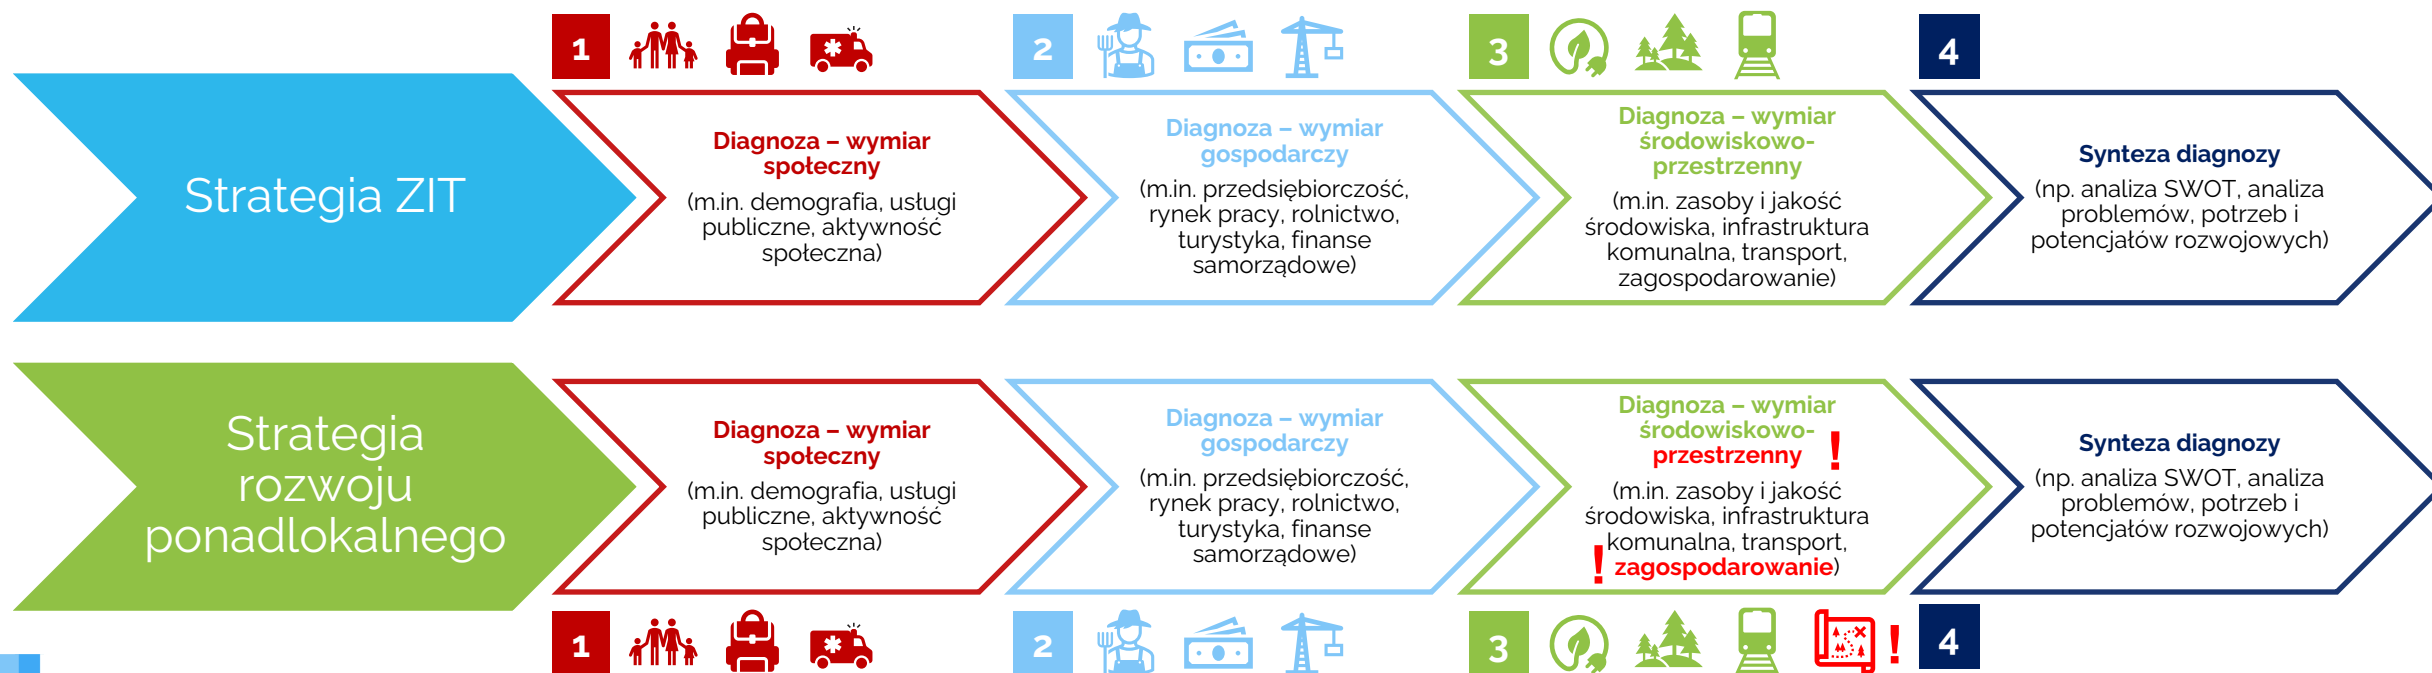 1
2
3
4
Strategia ZIT
Diagnoza – wymiar
społeczny
(m.in. demografia, usługi
publiczne, aktywność
społeczna)
Diagnoza – wymiar
gospodarczy
(m.in. przedsiębiorczość,
rynek pracy, rolnictwo,
turystyka, finanse
samorządowe)
Diagnoza – wymiar
środowiskowo-
przestrzenny
(m.in. zasoby i jakość
środowiska, infrastruktura
komunalna, transport,
zagospodarowanie)
Synteza diagnozy
(np. analiza SWOT, analiza
problemów, potrzeb i
potencjałów rozwojowych)
Strategia
rozwoju
ponadlokalnego
Diagnoza – wymiar
społeczny
(m.in. demografia, usługi
publiczne, aktywność
społeczna)
Diagnoza – wymiar
gospodarczy
(m.in. przedsiębiorczość,
rynek pracy, rolnictwo,
turystyka, finanse
samorządowe)
Diagnoza – wymiar
środowiskowo-
przestrzenny !
(m.in. zasoby i jakość
środowiska, infrastruktura
komunalna, transport,
! zagospodarowanie)
Synteza diagnozy
(np. analiza SWOT, analiza
problemów, potrzeb i
potencjałów rozwojowych)
1
2
3
!
4